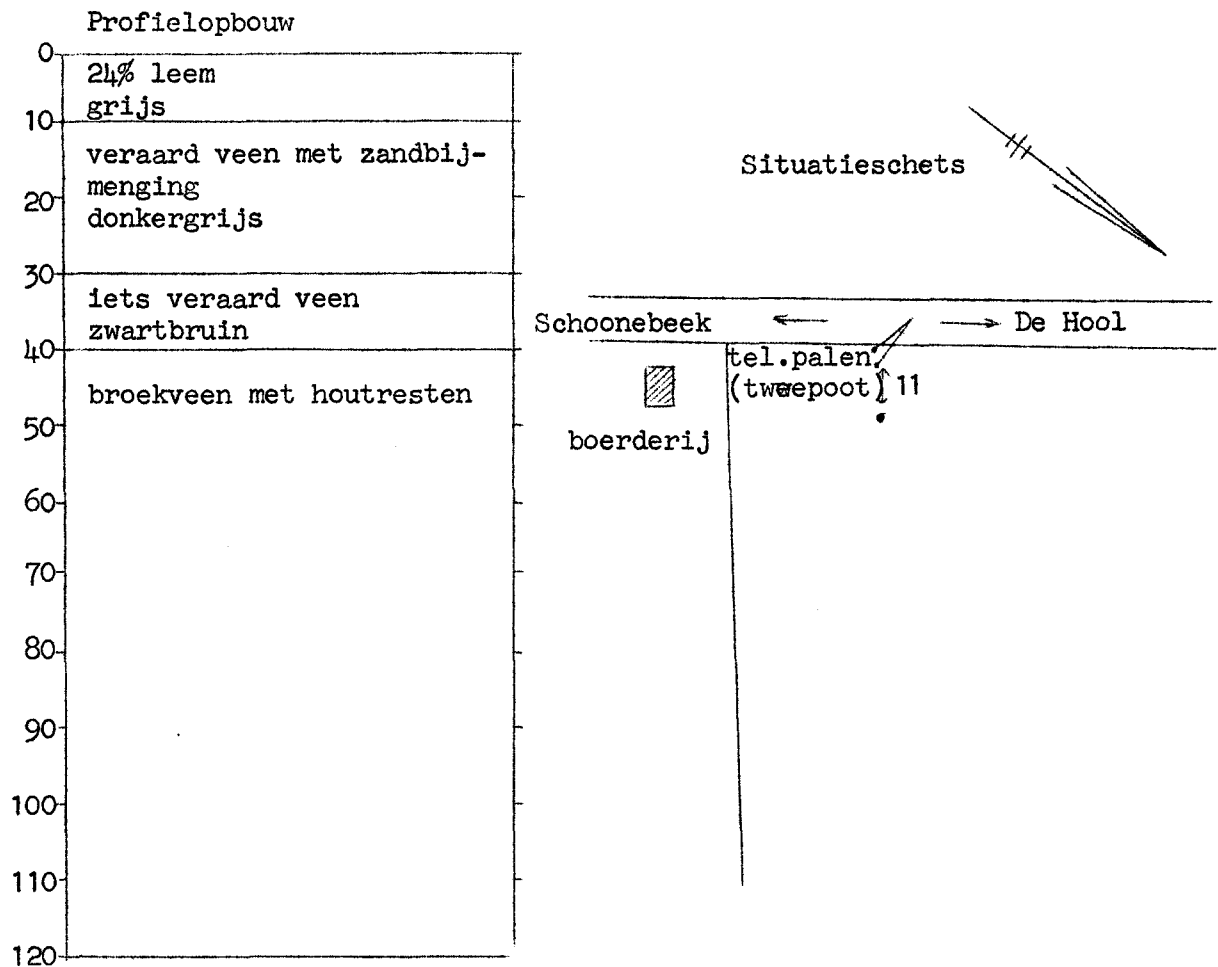 Profielopbouw
0
24% leem
grijs
10
veraard veen met zandbij-
menging
20
donkergrijs
30
iets veraard veen
zwartbruin
40
broekveen met houtresten
50
60
70
80
90
100
110
120
Situatieschets
Schoonebeek
De Hool
tel.palen
(tweepoot) 11
boerderij